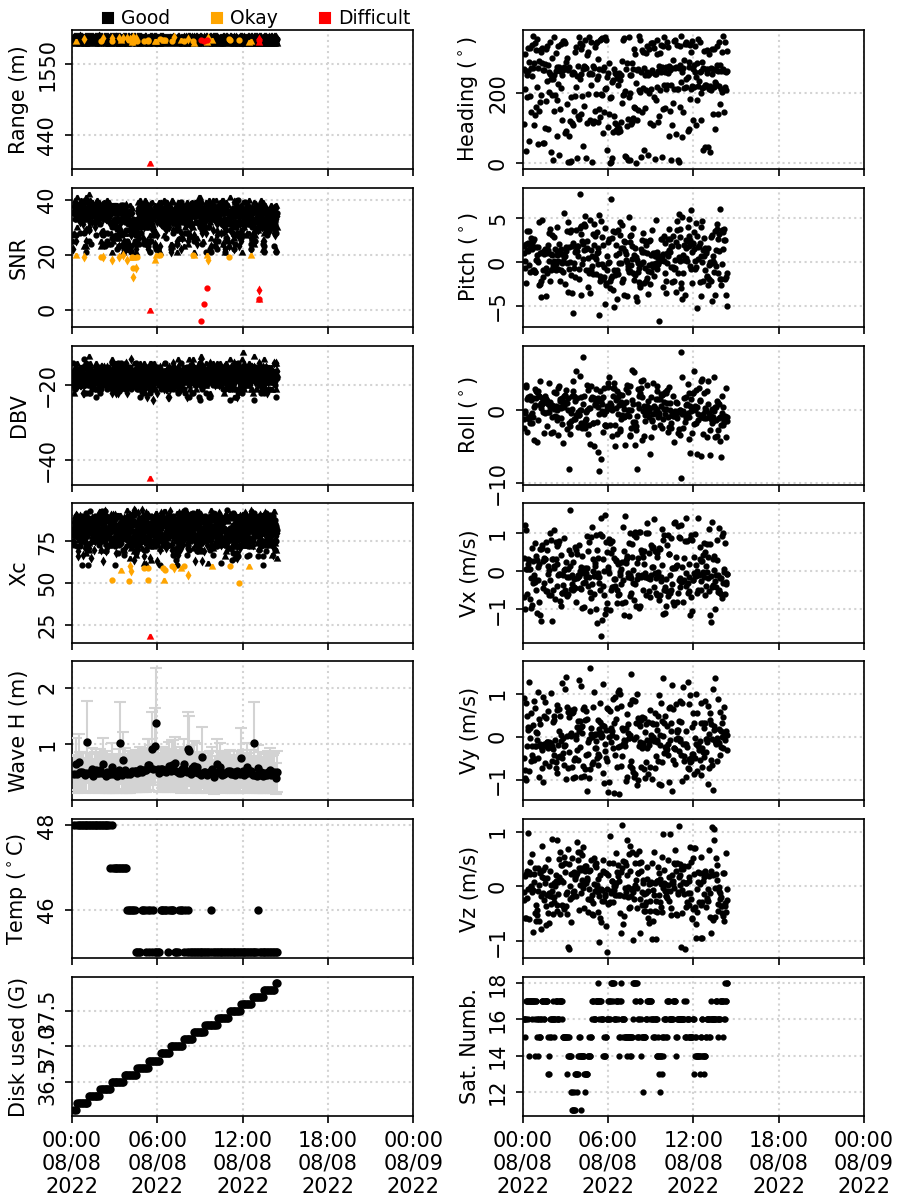 Good Okay Difficult
Range (m)
1550
440
Heading (°)
200
0
SNR
40
20
0
Pitch (°)
5
0
−5
DBV
−20
−40
Roll (°)
0
−10
Xc
75
50
25
Vx (m/s)
1
0
−1
Wave H (m)
2
1
Vy (m/s)
1
0
−1
Temp (°C)
48
46
Vz (m/s)
1
0
−1
Disk used (G)
37.5
37.0
36.5
Sat. Numb.
18
16
14
12
00:00 06:00 12:00 18:00 00:00
08/08 08/08 08/08 08/08 08/09
2022 2022 2022 2022 2022
00:00 06:00 12:00 18:00 00:00
08/08 08/08 08/08 08/08 08/09
2022 2022 2022 2022 2022